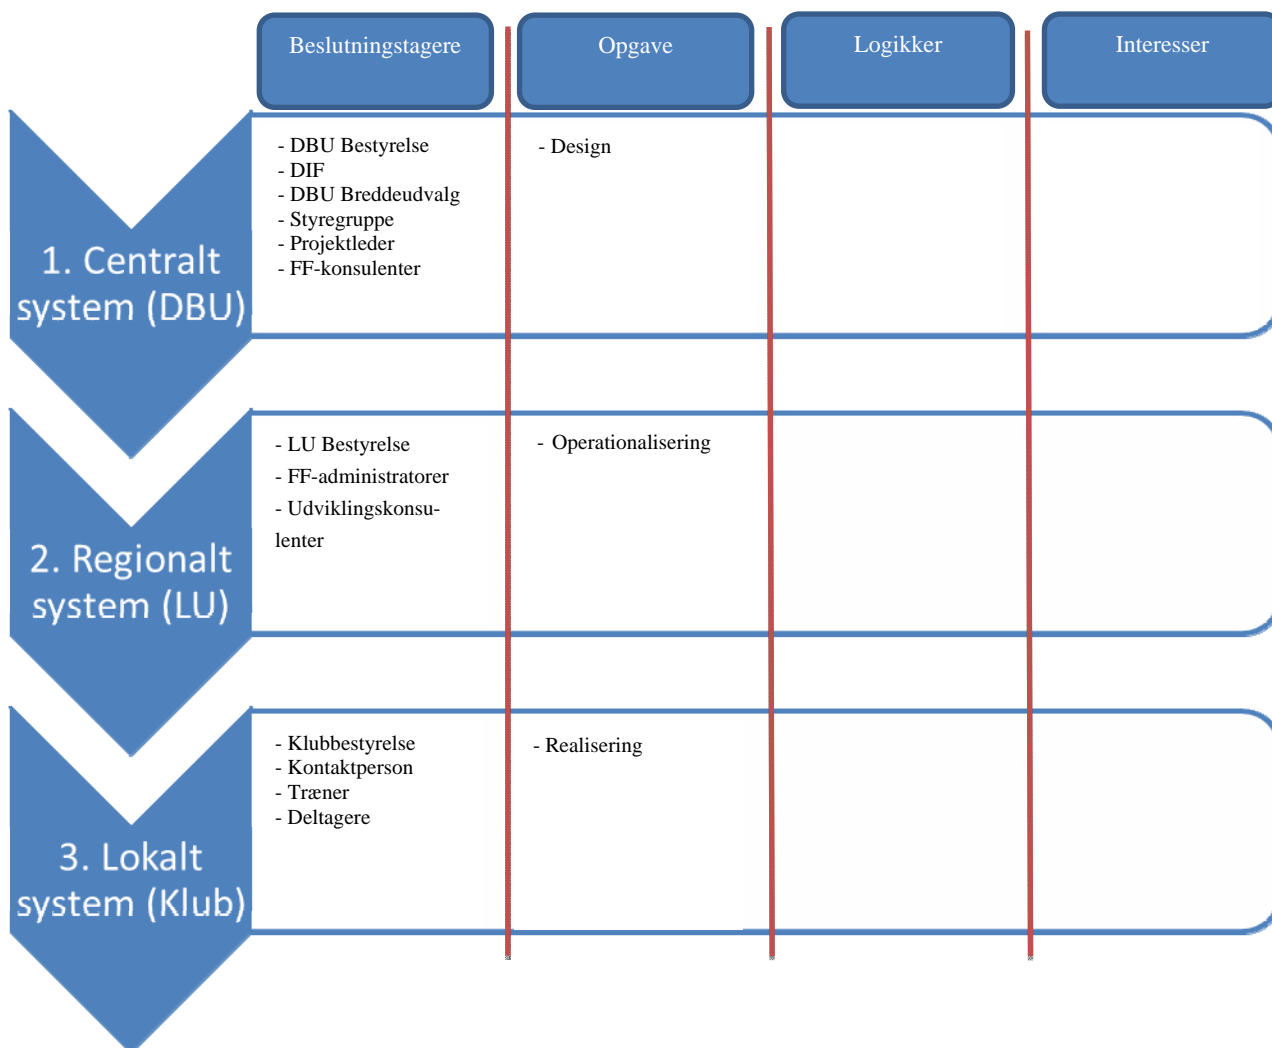 Beslutningstagere
Opgave
Logikker
Interesser
1. Centralt
system (DBU)
- DBU Bestyrelse
- DIF
- DBU Breddeudvalg
- Styregruppe
- Projektleder
- FF-konsulenter
- Design
2. Regionalt
system (LU)
- LU Bestyrelse
- FF-administratorer
- Udviklingskonsu-
lenter
- Operationalisering
3. Lokalt
system (Klub)
- Klubbestyrelse
- Kontaktperson
- Træner
- Deltagere
- Realisering